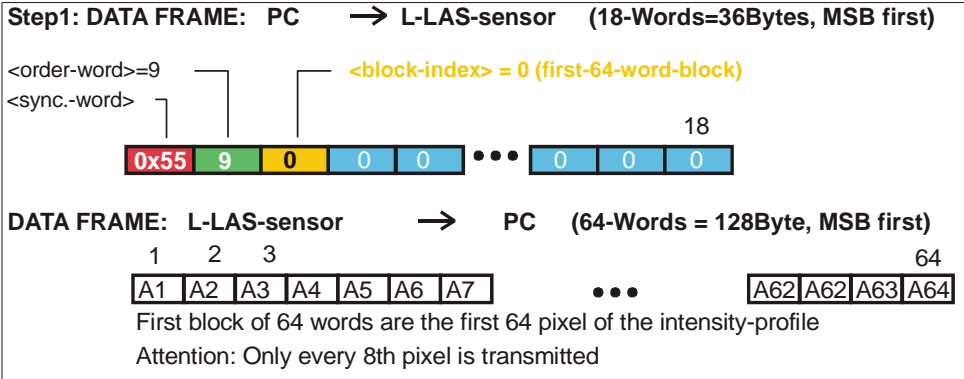 Step1: DATA FRAME: PC → L-LAS-sensor (18-Words=36Bytes, MSB first)
<order-word>=9 <block-index> = 0 (first-64-word-block)
<sync.-word>
18
0x55 9 0 0 0 ••• 0 0 0
DATA FRAME: L-LAS-sensor → PC (64-Words = 128Byte, MSB first)
1 2 3 64
A1 A2 A3 A4 A5 A6 A7 ••• A62 A62 A63 A64
First block of 64 words are the first 64 pixel of the intensity-profile
Attention: Only every 8th pixel is transmitted